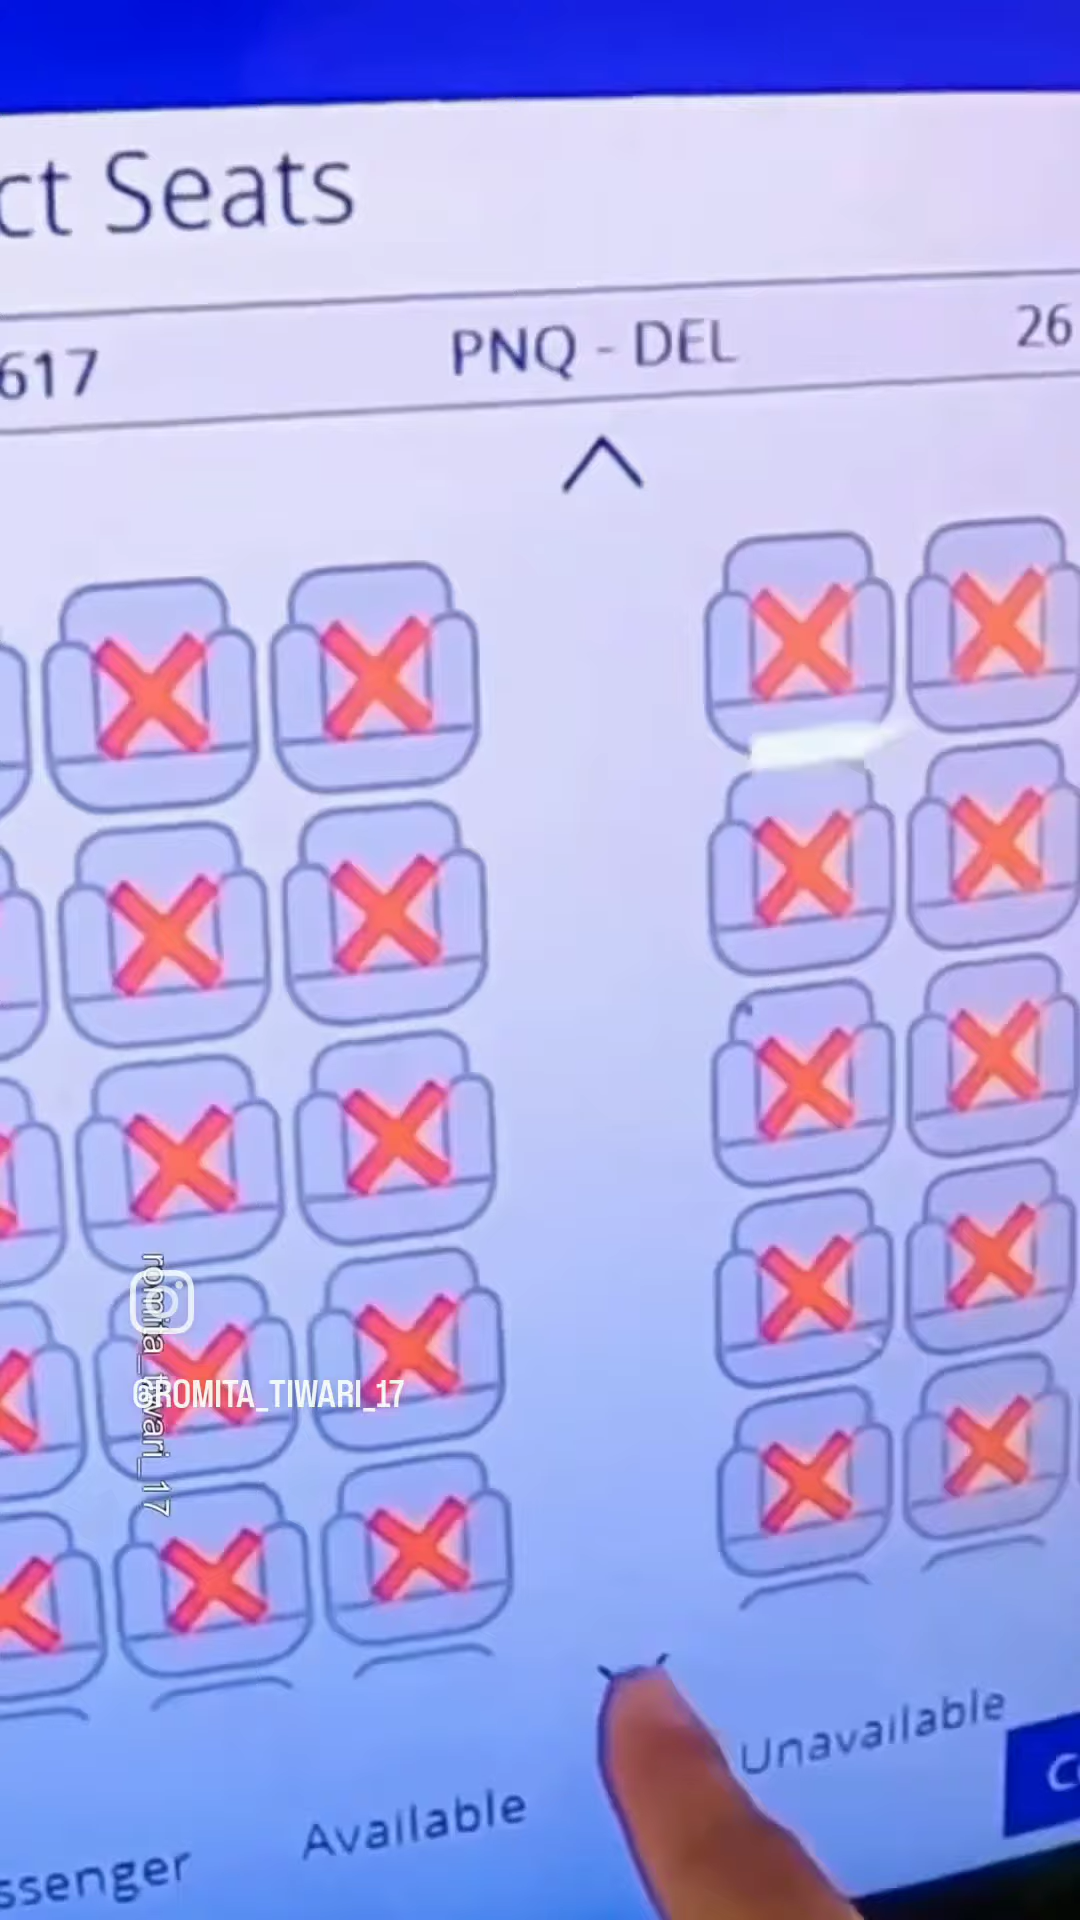 ct Seats
617
PNQ - DEL
26
romita_tiwari_17
@ROMITA_TIWARI_17
Unavailable
Available
ssenger